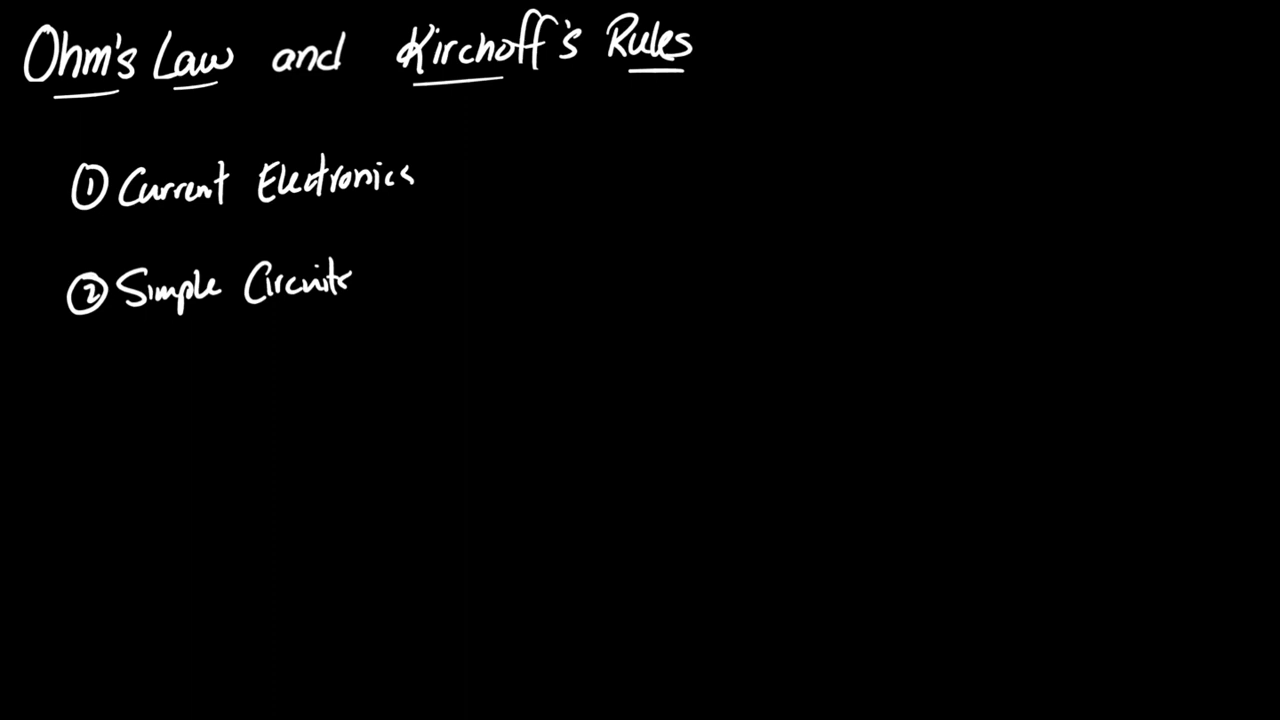 Ohm's Law and Kirchoff's Rules
① Current Electronics
② Simple Circuits